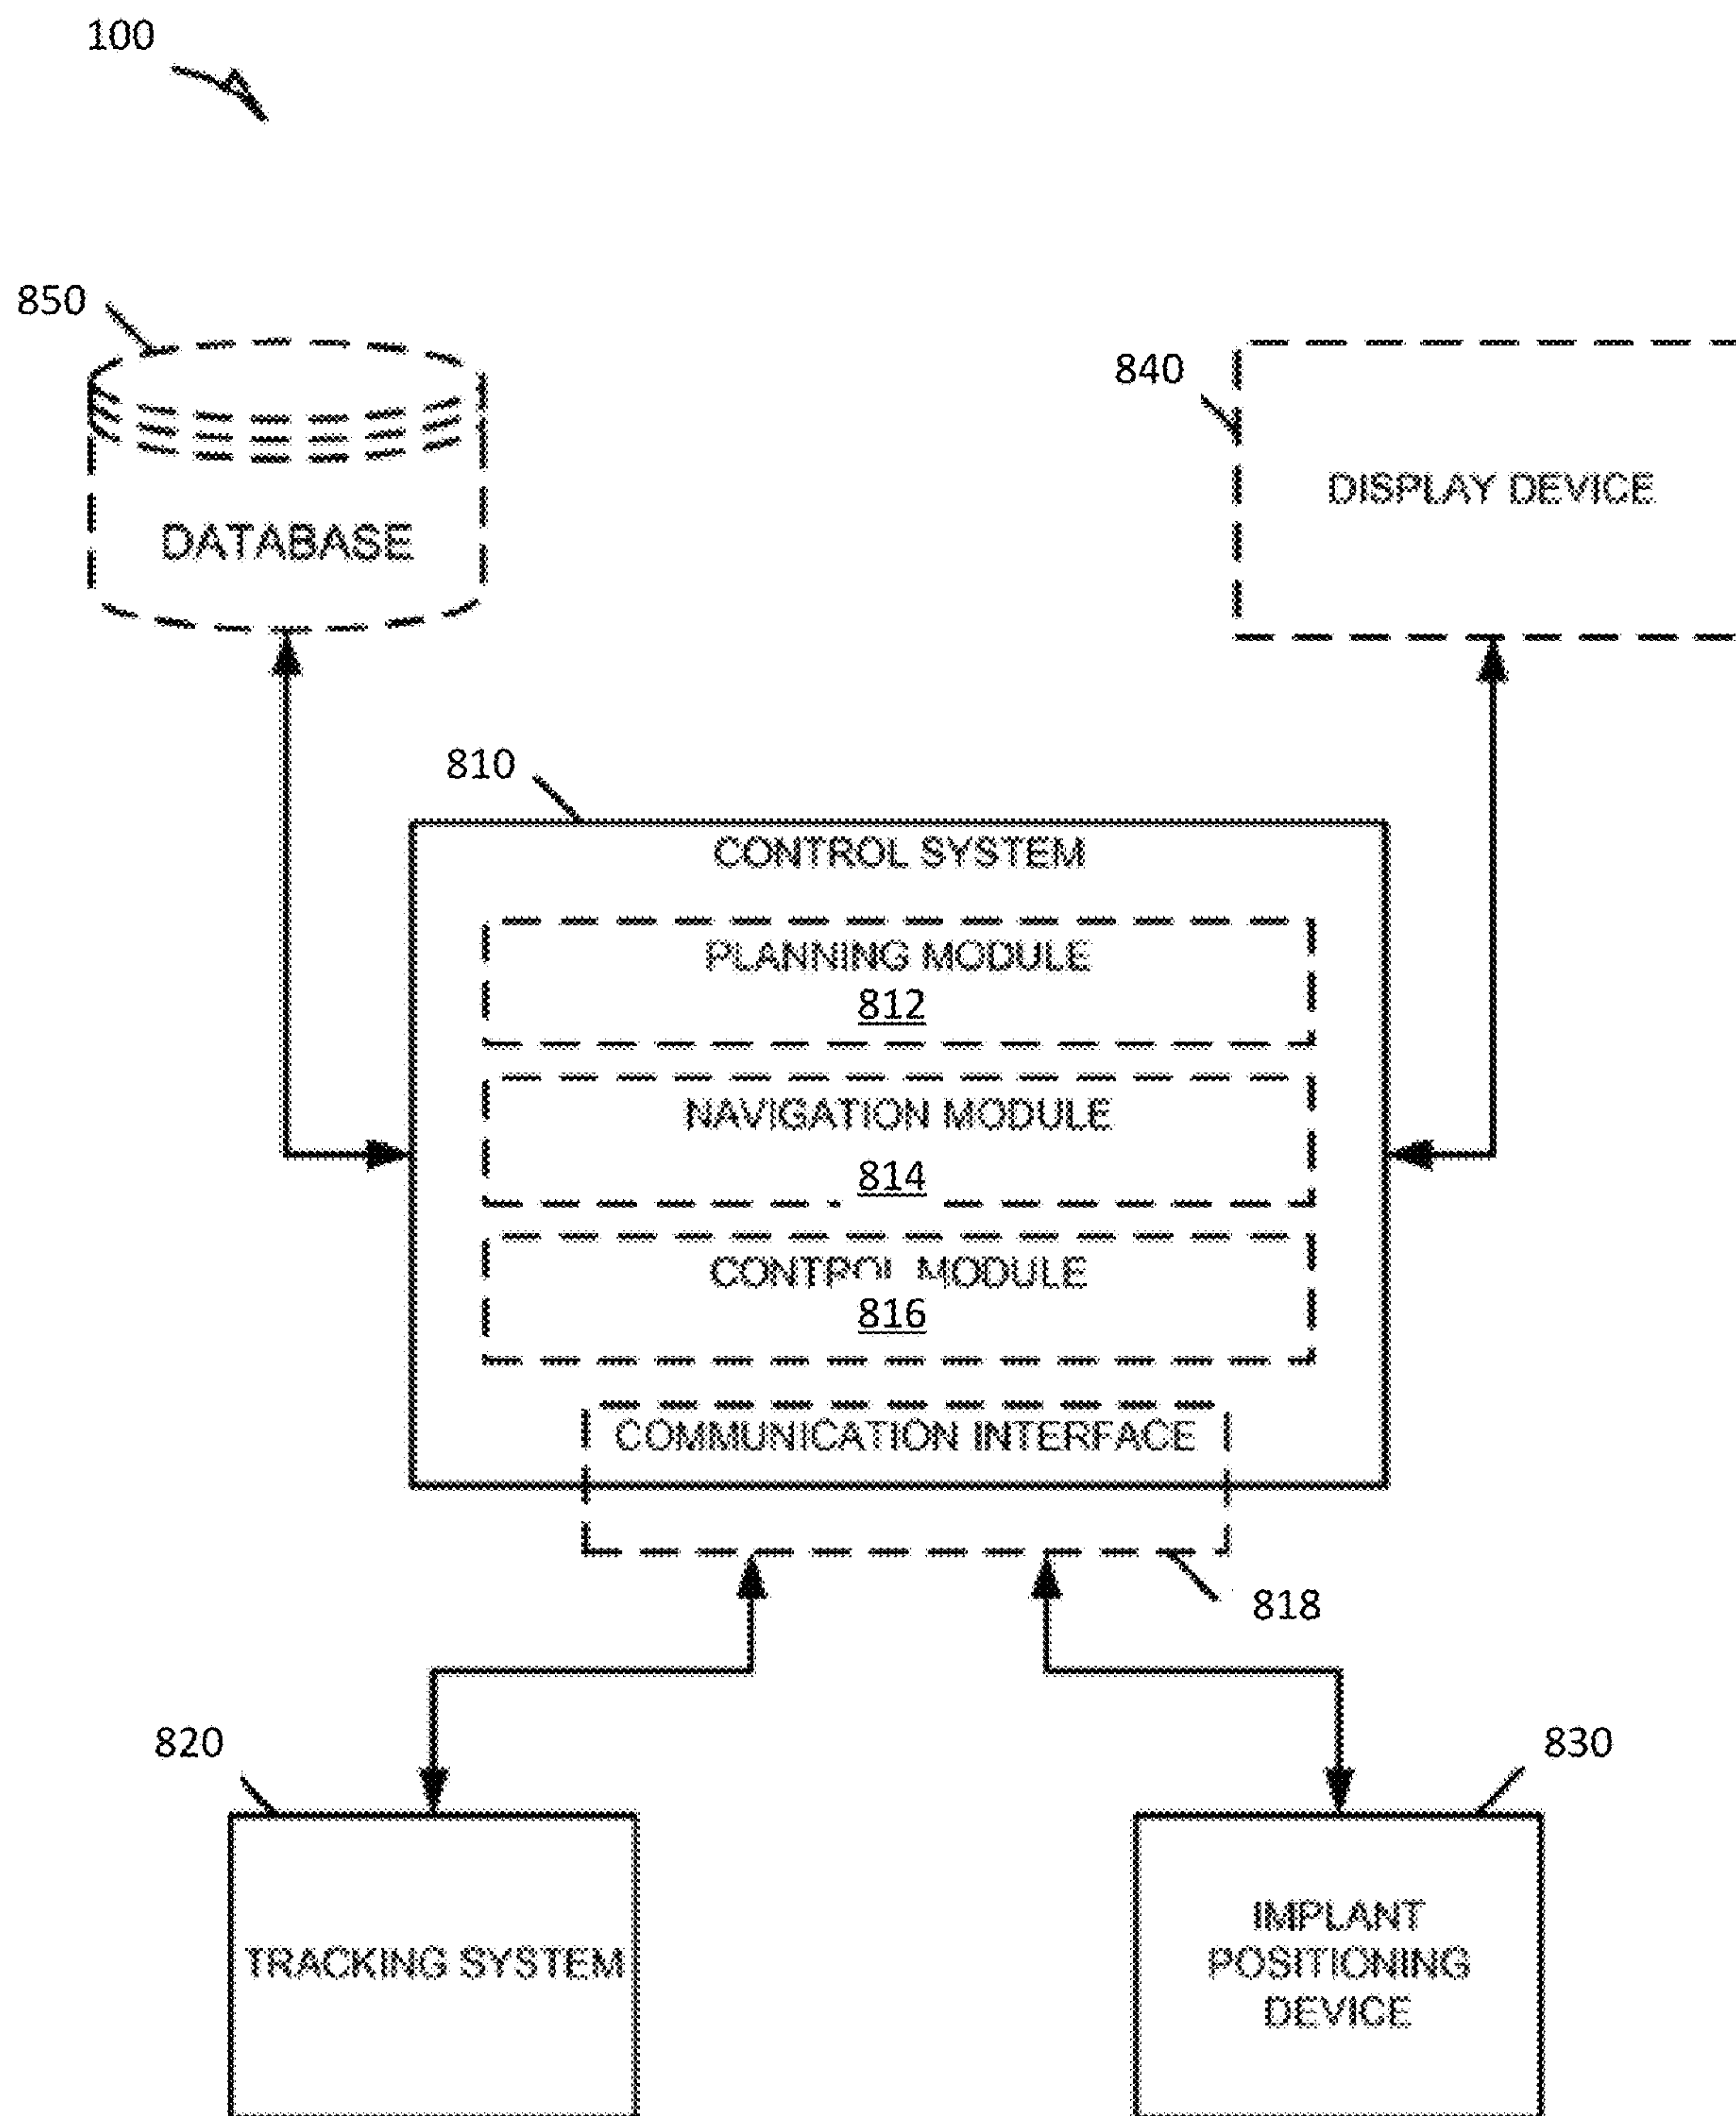 100
850
840
DATABASE
DISPLAY DEVICE
810
CONTROL SYSTEM
PLANNING MODULE
812
NAVIGATION MODULE
814
CONTROL MODULE
816
COMMUNICATION INTERFACE
818
820
830
TRACKING SYSTEM
IMPLANT
POSITIONING
DEVICE